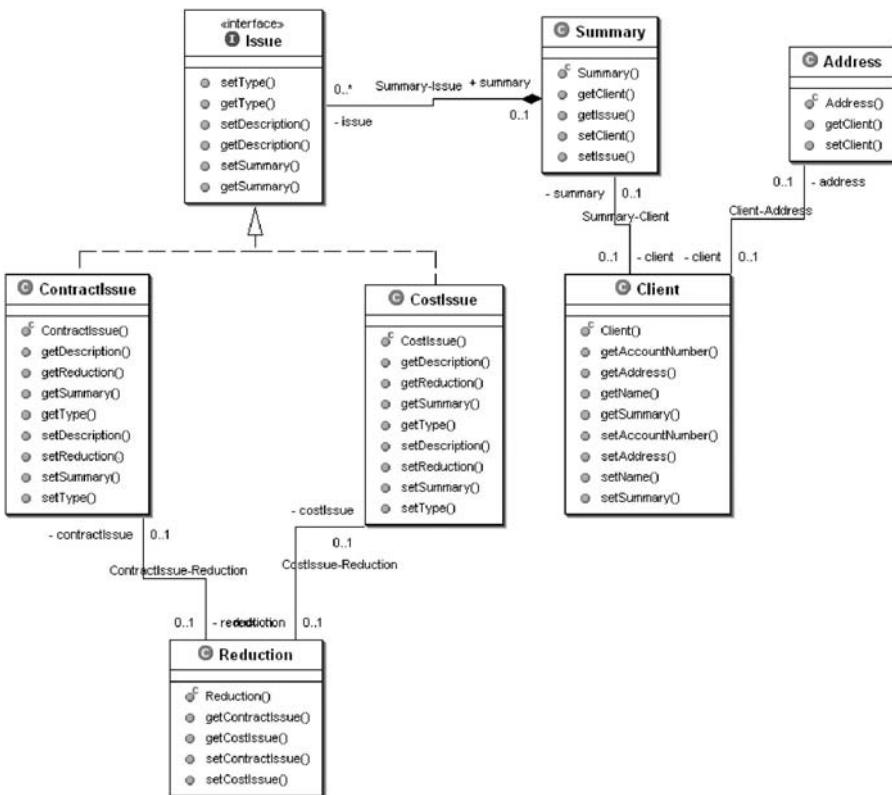 «interface»
I Issue
setType()
getType()
setDescription()
getDescription()
setSummary()
getSummary()
0..*
Summary-Issue
+ summary
- issue
0..1
C Summary
C Summary()
getClient()
getIssue()
setClient()
setIssue()
C Address
C Address()
getClient()
setClient()
- summary
0..1
Summary-Client
0..1
- client
0..1
- address
Client-Address
- client
0..1
C ContractIssue
C ContractIssue()
getDescription()
getReduction()
getSummary()
getType()
setDescription()
setReduction()
setSummary()
setType()
C CostIssue
C CostIssue()
getDescription()
getReduction()
getSummary()
getType()
setDescription()
setReduction()
setSummary()
setType()
C Client
C Client()
getAccountNumber()
getAddress()
getName()
getSummary()
setAccountNumber()
setAddress()
setName()
setSummary()
- contractIssue
0..1
ContractIssue-Reduction
- costIssue
0..1
CostIssue-Reduction
0..1
- reduction
0..1
C Reduction
C Reduction()
getContractIssue()
getCostIssue()
setContractIssue()
setCostIssue()